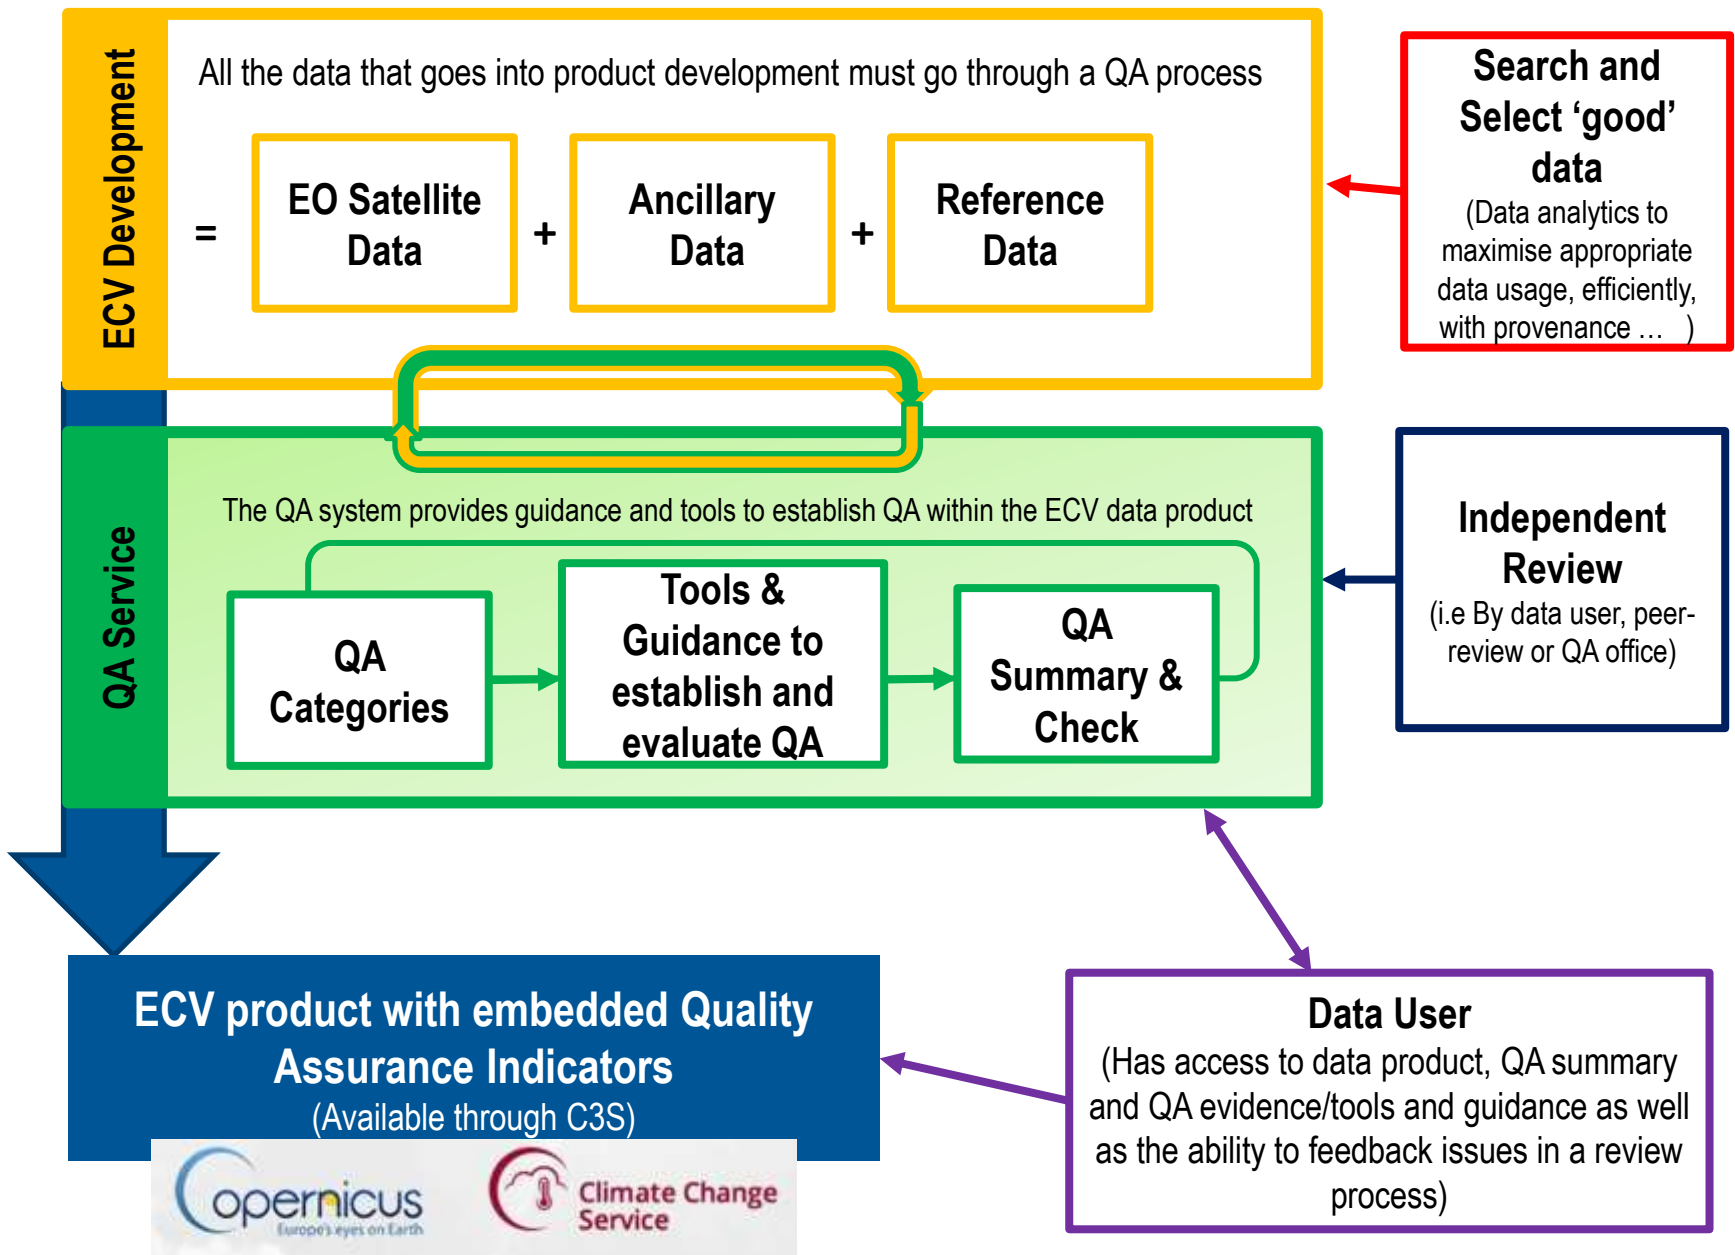 ECV Development
All the data that goes into product development must go through a QA process
=
EO Satellite
Data
+
Ancillary
Data
+
Reference
Data
Search and
Select ‘good’
data
(Data analytics to
maximise appropriate
data usage, efficiently,
with provenance … )
QA Service
The QA system provides guidance and tools to establish QA within the ECV data product
QA
Categories
Tools &
Guidance to
establish and
evaluate QA
QA
Summary &
Check
Independent
Review
(i.e By data user, peer-
review or QA office)
ECV product with embedded Quality
Assurance Indicators
(Available through C3S)
Copernicus
Europe's eyes on Earth
Climate Change
Service
Data User
(Has access to data product, QA summary
and QA evidence/tools and guidance as well
as the ability to feedback issues in a review
process)